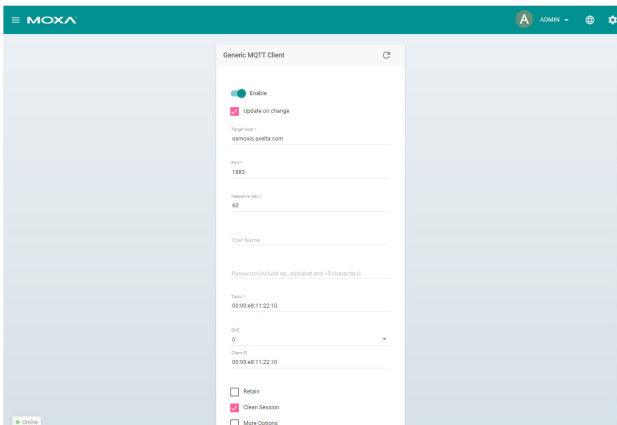 MOXA
A ADMIN
Generic MQTT Client
Enable
Update on change
Target Host *
osmosis.axelta.com
Port *
1883
Keepalive (sec.)
60
User Name
Password (include no., alphabet and >5 characters)
Topic *
00:90:e8:11:22:10
QoS
0
Client ID
00:90:e8:11:22:10
Retain
Clean Session
More Options
Online